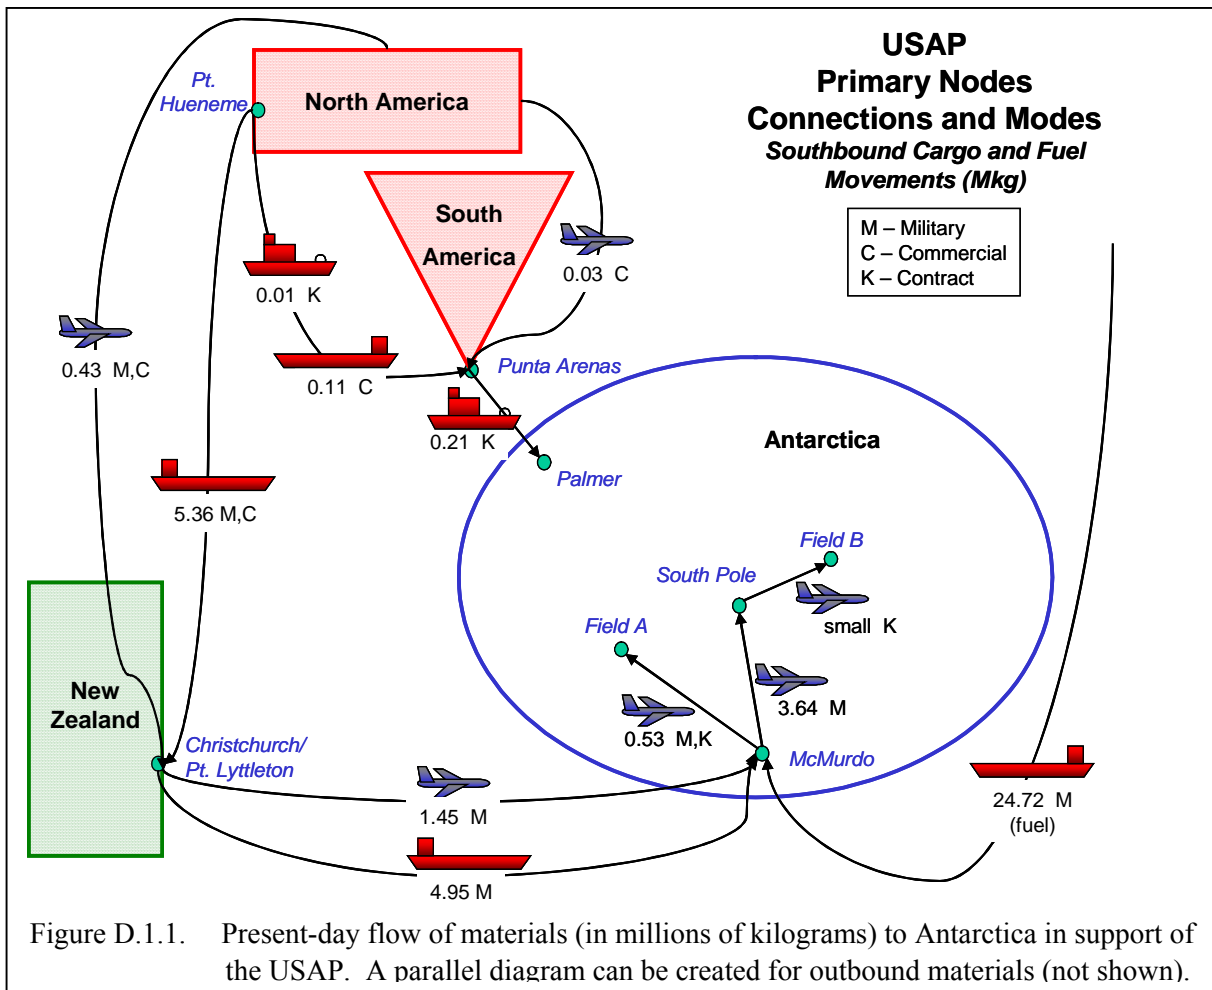 USAP
Primary Nodes
Connections and Modes
Southbound Cargo and Fuel
Movements (Mkg)
M – Military
C – Commercial
K – Contract
Pt.
Hueneme
North America
South
America
0.01 K
0.03 C
0.43 M,C
0.11 C
Punta Arenas
0.21 K
Antarctica
Palmer
5.36 M,C
Field B
South Pole
small K
Field A
New
Zealand
3.64 M
0.53 M,K
Christchurch/
Pt. Lyttleton
McMurdo
1.45 M
24.72 M
(fuel)
4.95 M
Figure D.1.1. Present-day flow of materials (in millions of kilograms) to Antarctica in support of
the USAP. A parallel diagram can be created for outbound materials (not shown).